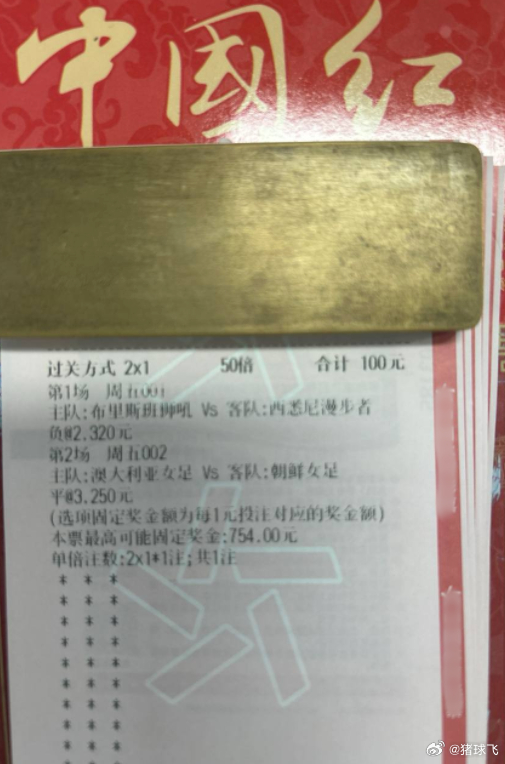 中國红
过关方式 2x1 50倍 合计 100元
第1场 周五001
主队:布里斯班狮吼 Vs 客队:西悉尼漫步者
负@2.320元
第2场 周五002
主队:澳大利亚女足 Vs 客队:朝鲜女足
平@3.250元
(选项固定奖金额为每1元投注对应的奖金额)
本票最高可能固定奖金:754.00元
单倍注数:2x1*1注;共1注
* * *
* * *
* * *
* * *
* * *
* * *
* * *
* * *
* * *
@猪球飞